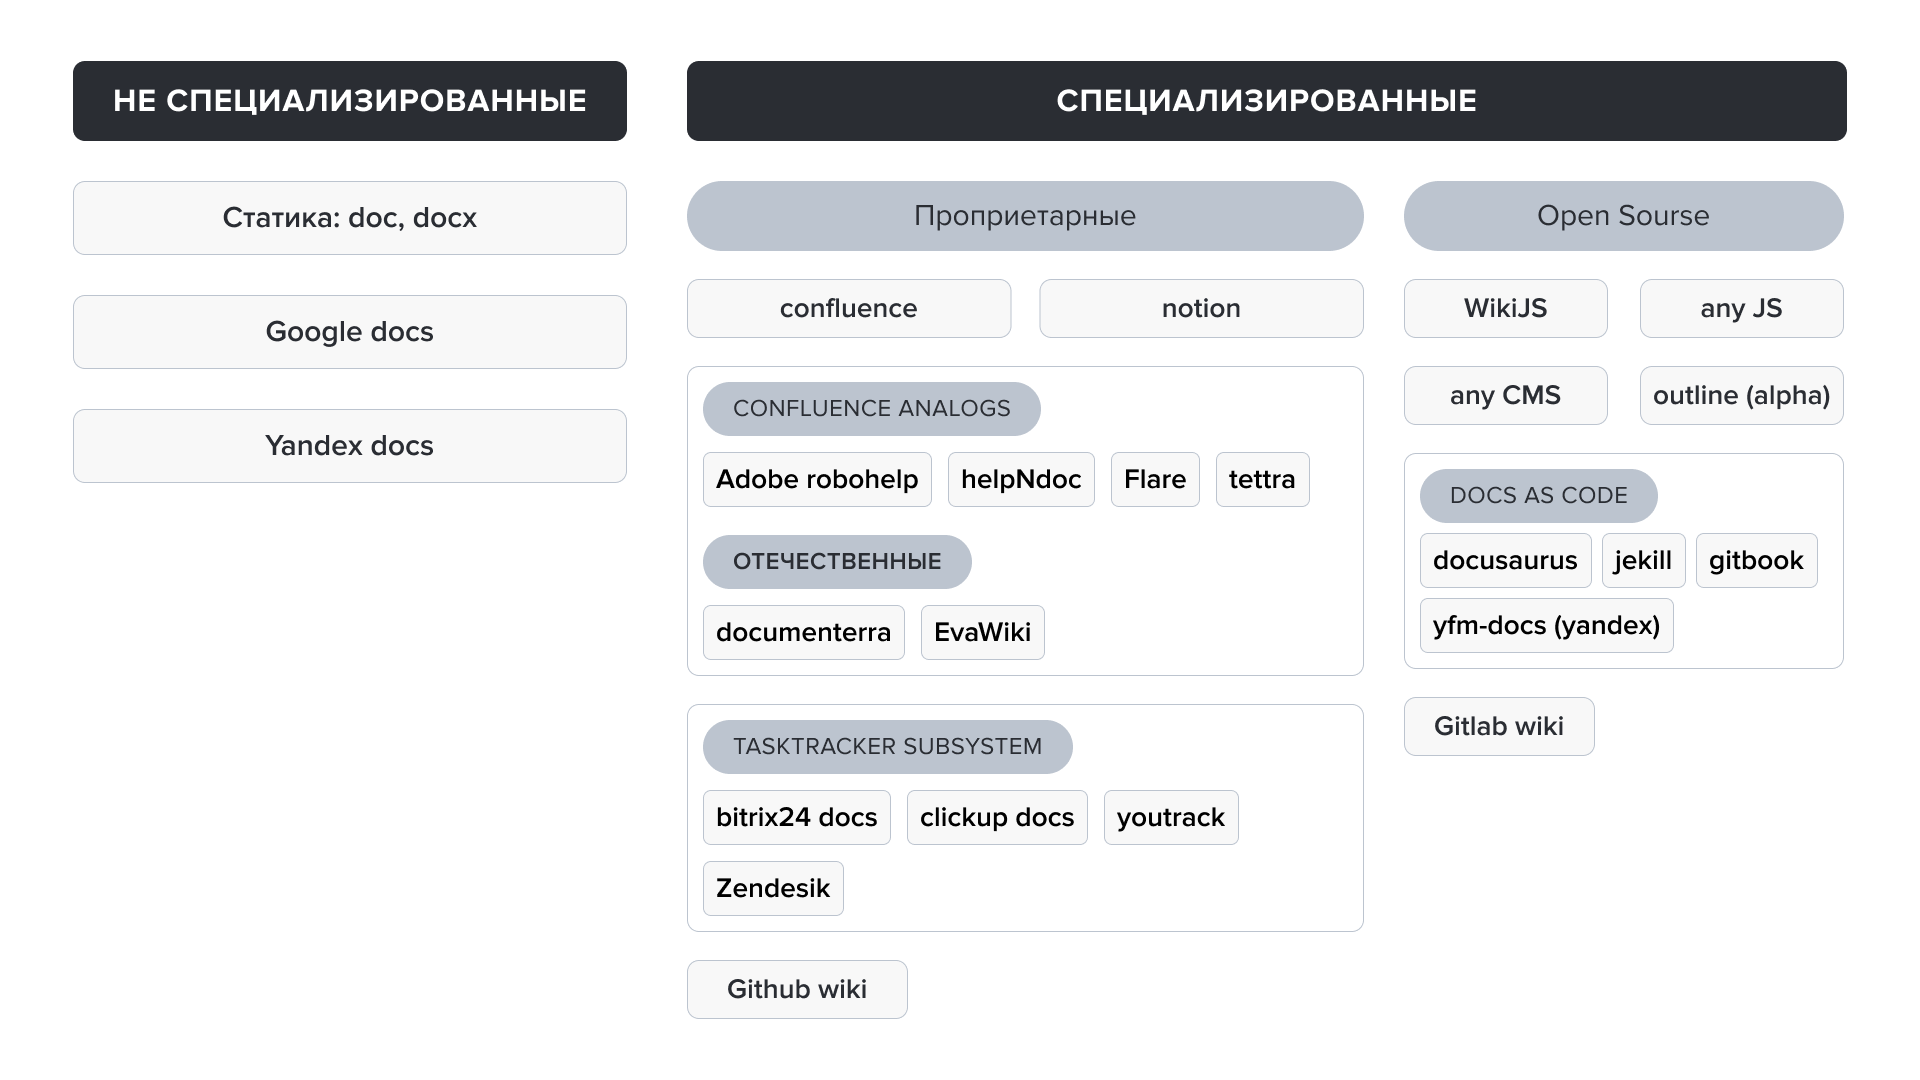 НЕ СПЕЦИАЛИЗИРОВАННЫЕ
Статика: doc, docx
Google docs
Yandex docs
СПЕЦИАЛИЗИРОВАННЫЕ
Проприетарные
confluence
notion
CONFLUENCE ANALOGS
Adobe robohelp
helpNdoc
Flare
tettra
ОТЕЧЕСТВЕННЫЕ
documenterra
EvaWiki
TASKTRACKER SUBSYSTEM
bitrix24 docs
clickup docs
youtrack
Zendesik
Github wiki
Open Sourse
WikiJS
any JS
any CMS
outline (alpha)
DOCS AS CODE
docusaurus
jekill
gitbook
yfm-docs (yandex)
Gitlab wiki